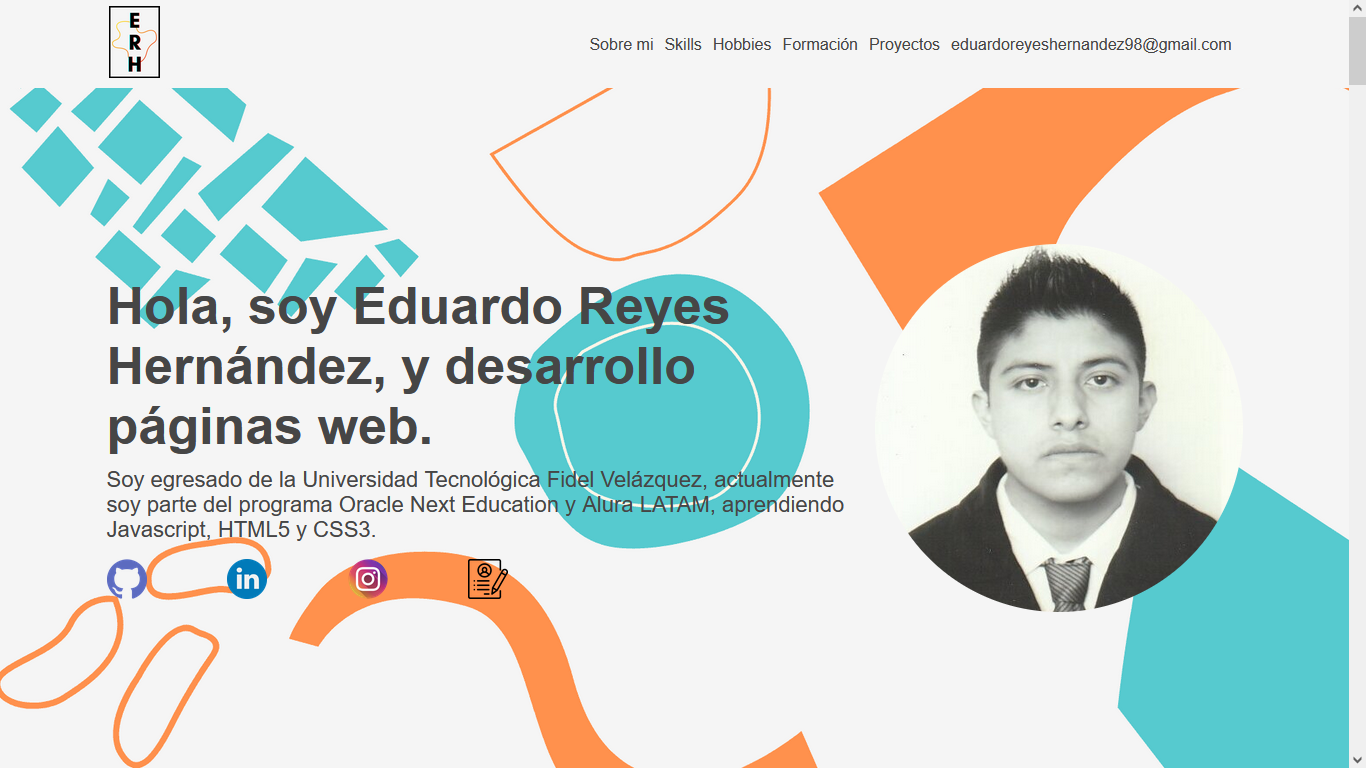 E
R
H
Sobre mi Skills Hobbies Formación Proyectos eduardoreyeshernandez98@gmail.com
Hola, soy Eduardo Reyes
Hernández, y desarrollo
páginas web.
Soy egresado de la Universidad Tecnológica Fidel Velázquez, actualmente
soy parte del programa Oracle Next Education y Alura LATAM, aprendiendo
Javascript, HTML5 y CSS3.
in